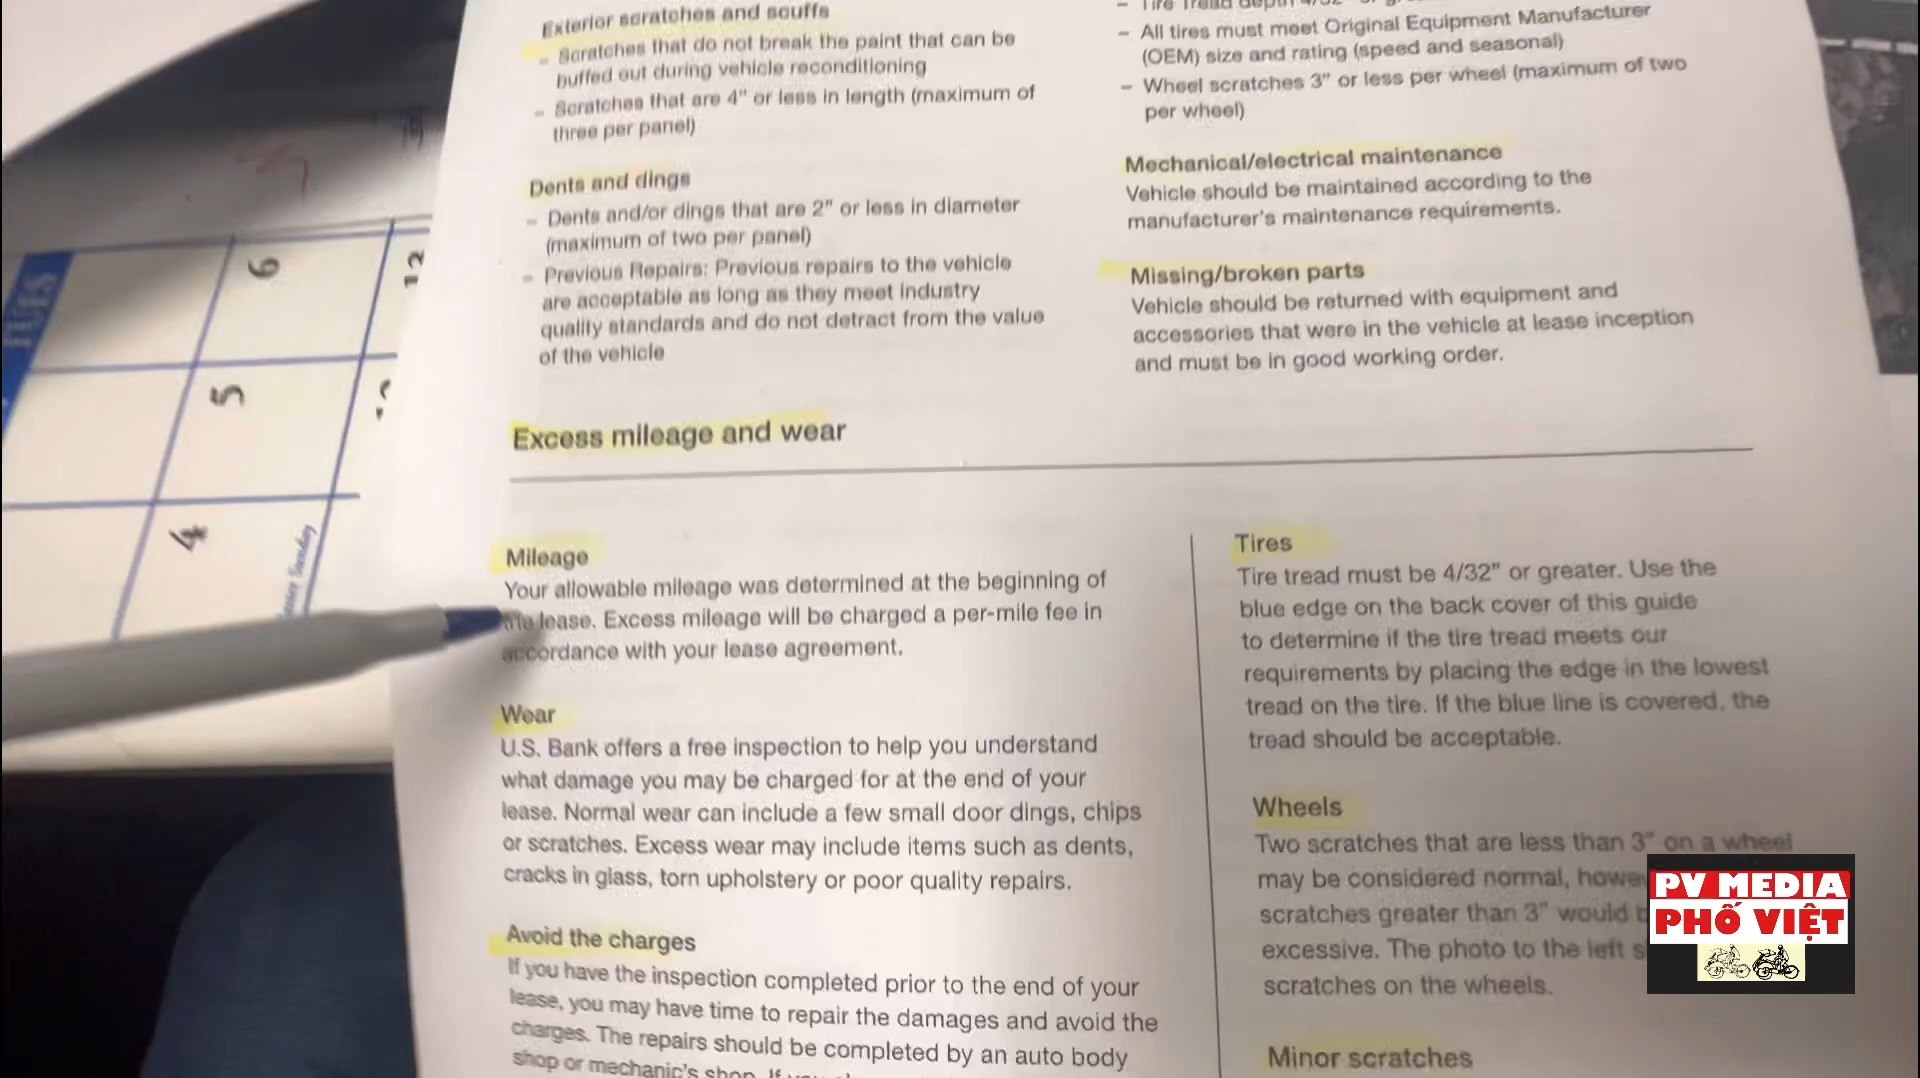 Exterior scratches and scuffs
- Scratches that do not break the paint that can be
buffed out during vehicle reconditioning
- Scratches that are 4" or less in length (maximum of
three per panel)
Dents and dings
- Dents and/or dings that are 2" or less in diameter
(maximum of two per panel)
- Previous Repairs: Previous repairs to the vehicle
are acceptable as long as they meet industry
quality standards and do not detract from the value
of the vehicle
- Tire Tread depth 4/32"
- All tires must meet Original Equipment Manufacturer
(OEM) size and rating (speed and seasonal)
- Wheel scratches 3" or less per wheel (maximum of two
per wheel)
Mechanical/electrical maintenance
Vehicle should be maintained according to the
manufacturer's maintenance requirements.
Missing/broken parts
Vehicle should be returned with equipment and
accessories that were in the vehicle at lease inception
and must be in good working order.
Excess mileage and wear
Mileage
Your allowable mileage was determined at the beginning of
the lease. Excess mileage will be charged a per-mile fee in
accordance with your lease agreement.
Wear
U.S. Bank offers a free inspection to help you understand
what damage you may be charged for at the end of your
lease. Normal wear can include a few small door dings, chips
or scratches. Excess wear may include items such as dents,
cracks in glass, torn upholstery or poor quality repairs.
Avoid the charges
If you have the inspection completed prior to the end of your
lease, you may have time to repair the damages and avoid the
charges. The repairs should be completed by an auto body
shop or mechanic's shop. If
Tires
Tire tread must be 4/32" or greater. Use the
blue edge on the back cover of this guide
to determine if the tire tread meets our
requirements by placing the edge in the lowest
tread on the tire. If the blue line is covered, the
tread should be acceptable.
Wheels
Two scratches that are less than 3" on a wheel
may be considered normal,
scratches greater than 3" would
excessive. The photo to the left
scratches on the wheels.
Minor scratches
6
12
5
4
Sunday
PV MEDIA
PHỐ VIỆT